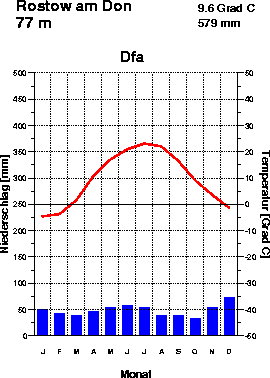 Rostow am Don
9.6 Grad C
77 m
579 mm
Dfa
Niederschlag [mm]
500
450
400
350
300
250
200
150
100
50
0
50
40
30
20
10
0
-10
-20
-30
-40
-50
Temperatur [Grad C]
J F M A M J J A S O N D
Monat